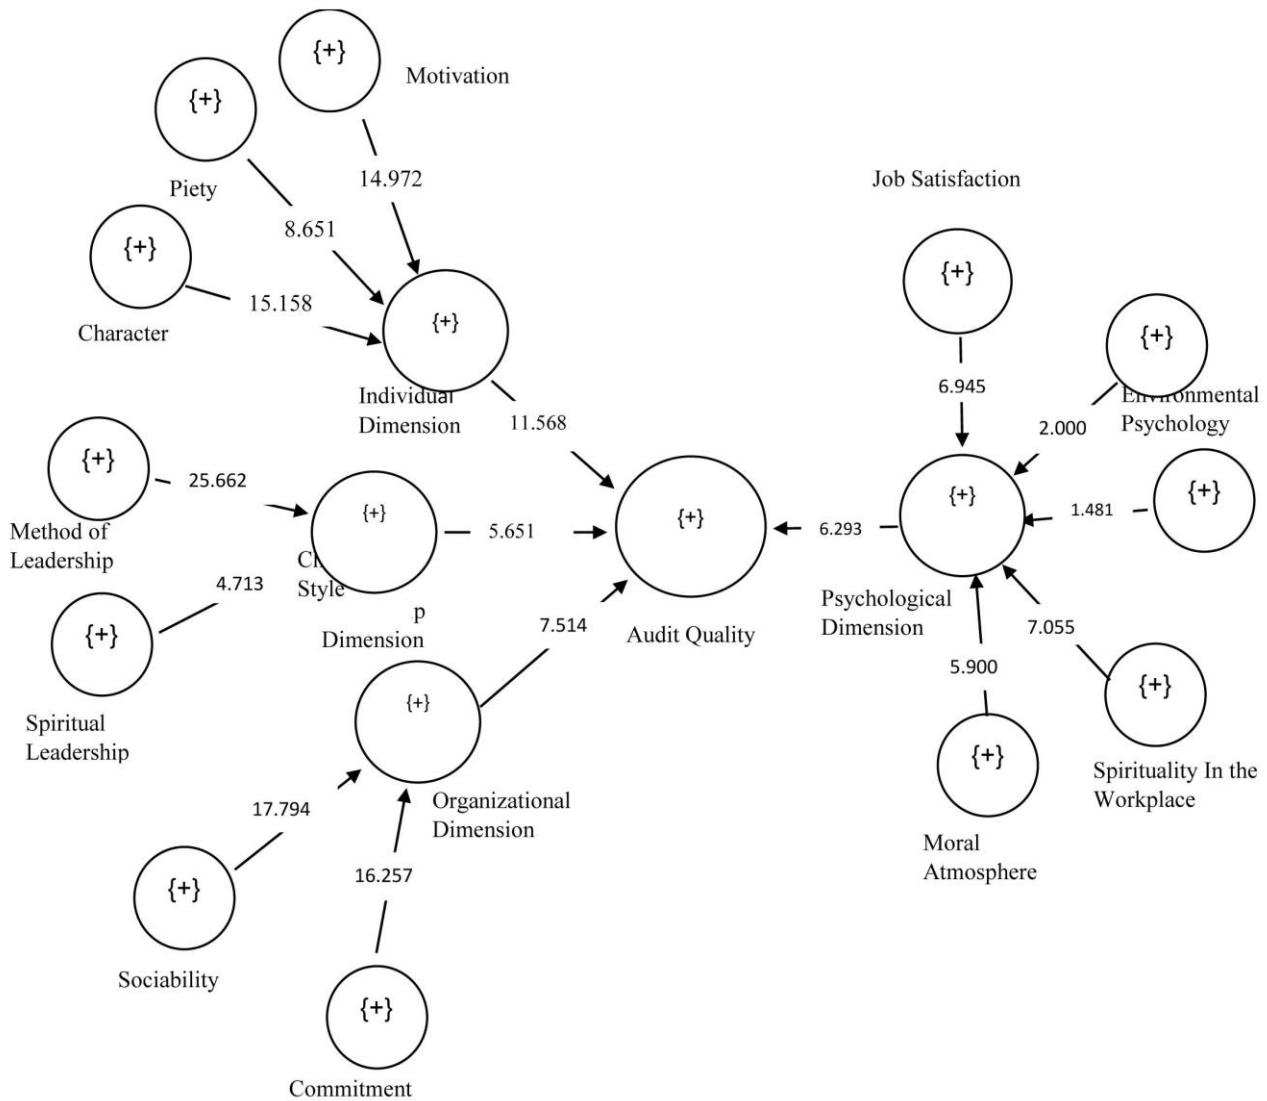 {+}
Motivation
{+}
Piety
14.972
8.651
{+}
Character
15.158
{+}
Individual
Dimension
11.568
Job Satisfaction
{+}
6.945
{+}
Environmental
Psychology
2.000
{+}
Method of
Leadership
25.662
{+}
Style
p
Dimension
5.651
{+}
Spiritual
Leadership
4.713
{+}
Audit Quality
6.293
{+}
Psychological
Dimension
1.481
{+}
7.514
{+}
Organizational
Dimension
7.055
{+}
Spirituality In the
Workplace
5.900
{+}
Moral
Atmosphere
17.794
{+}
Sociability
16.257
{+}
Commitment